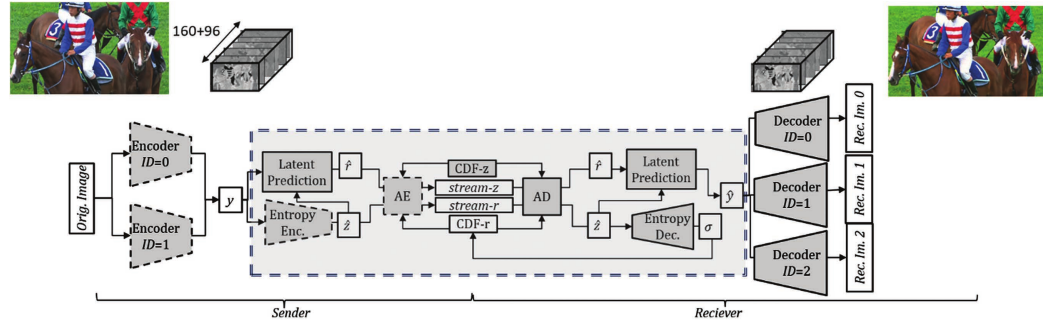 160+96
Orig. Image
Encoder
ID=0
Encoder
ID=1
y
Latent
Prediction
r̂
Entropy
Enc.
ẑ
AE
CDF-z
stream-z
stream-r
CDF-r
AD
r̂
ẑ
Latent
Prediction
Entropy
Dec.
σ
ŷ
Decoder
ID=0
Decoder
ID=1
Decoder
ID=2
Rec. Im. 0
Rec. Im. 1
Rec. Im. 2
Sender
Reciever
3